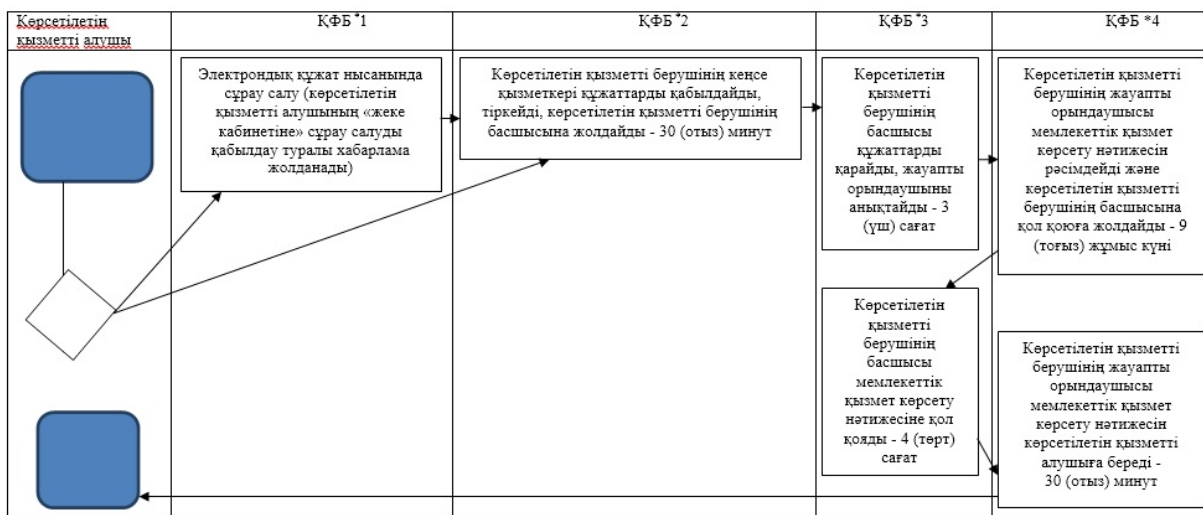 Көрсетілетін
қызметті алушы
ҚФБ *1
ҚФБ *2
ҚФБ *3
ҚФБ *4
Электрондық құжат нысанында
сұрау салу (көрсетілетін
қызметті алушының «жеке
кабинетіне» сұрау салуды
қабылдау туралы хабарлама
жолданады)
Көрсетілетін қызметті берушінің кеңсе
қызметкері құжаттарды қабылдайды,
тіркейді, көрсетілетін қызметті берушінің
басшысына жолдайды - 30 (отыз) минут
Көрсетілетін
қызметті
берушінің
басшысы
құжаттарды
қарайды, жауапты
орындаушыны
анықтайды - 3
(үш) сағат
Көрсетілетін қызметті
берушінің жауапты
орындаушысы
мемлекеттік қызмет
көрсету нәтижесін
рәсімдейді және
көрсетілетін қызметті
берушінің басшысына
қол қоюға жолдайды - 9
(тоғыз) жұмыс күні
Көрсетілетін
қызметті
берушінің
басшысы
мемлекеттік
қызмет көрсету
нәтижесіне қол
қояды - 4 (төрт)
сағат
Көрсетілетін қызметті
берушінің жауапты
орындаушысы
мемлекеттік қызмет
көрсету нәтижесін
көрсетілетін қызметті
алушыға береді -
30 (отыз) минут